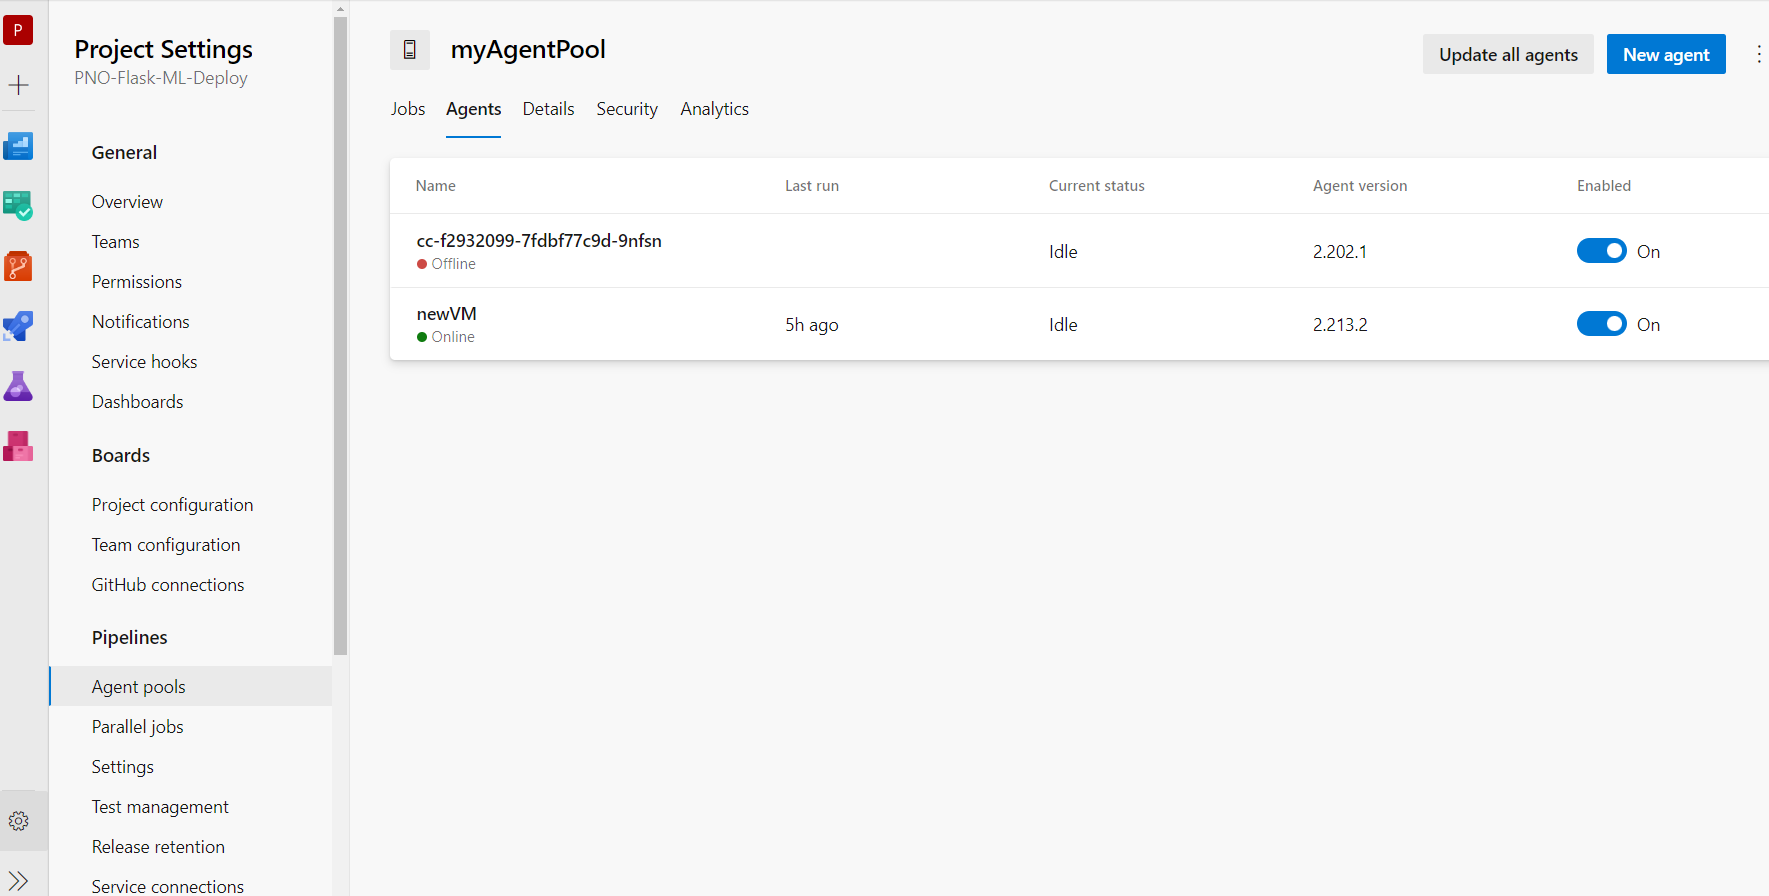 P
Project Settings
PNO-Flask-ML-Deploy
General
Overview
Teams
Permissions
Notifications
Service hooks
Dashboards
Boards
Project configuration
Team configuration
GitHub connections
Pipelines
Agent pools
Parallel jobs
Settings
Test management
Release retention
Service connections
myAgentPool
Update all agents
New agent
Jobs Agents Details Security Analytics
Name Last run Current status Agent version Enabled
cc-f2932099-7fdbf77c9d-9nfsn
Offline
Idle 2.202.1 On
newVM
Online
5h ago Idle 2.213.2 On